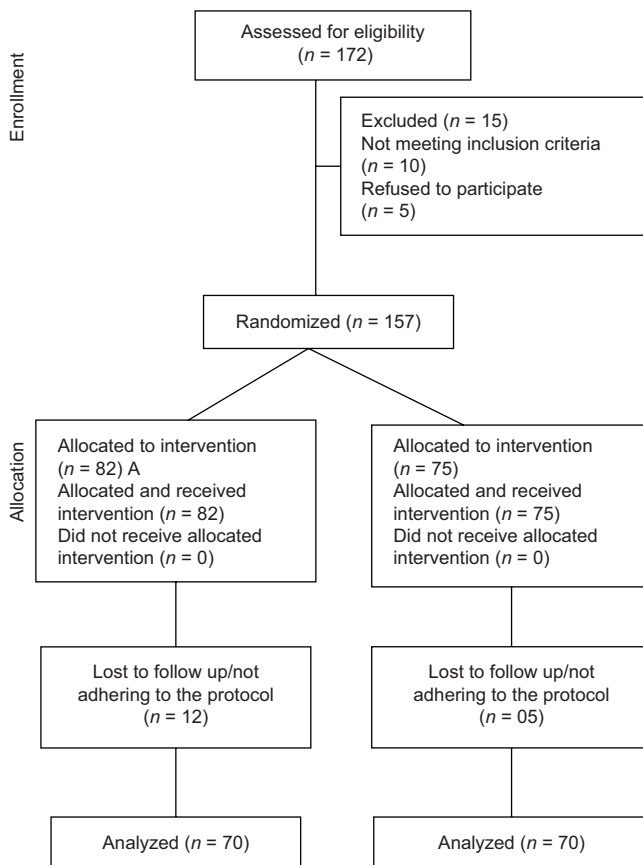 Enrollment
Assessed for eligibility
(n = 172)
Excluded (n = 15)
Not meeting inclusion criteria
(n = 10)
Refused to participate
(n = 5)
Randomized (n = 157)
Allocation
Allocated to intervention
(n = 82) A
Allocated and received
intervention (n = 82)
Did not receive allocated
intervention (n = 0)
Allocated to intervention
(n = 75)
Allocated and received
intervention (n = 75)
Did not receive allocated
intervention (n = 0)
Lost to follow up/not
adhering to the protocol
(n = 12)
Lost to follow up/not
adhering to the protocol
(n = 05)
Analyzed (n = 70)
Analyzed (n = 70)